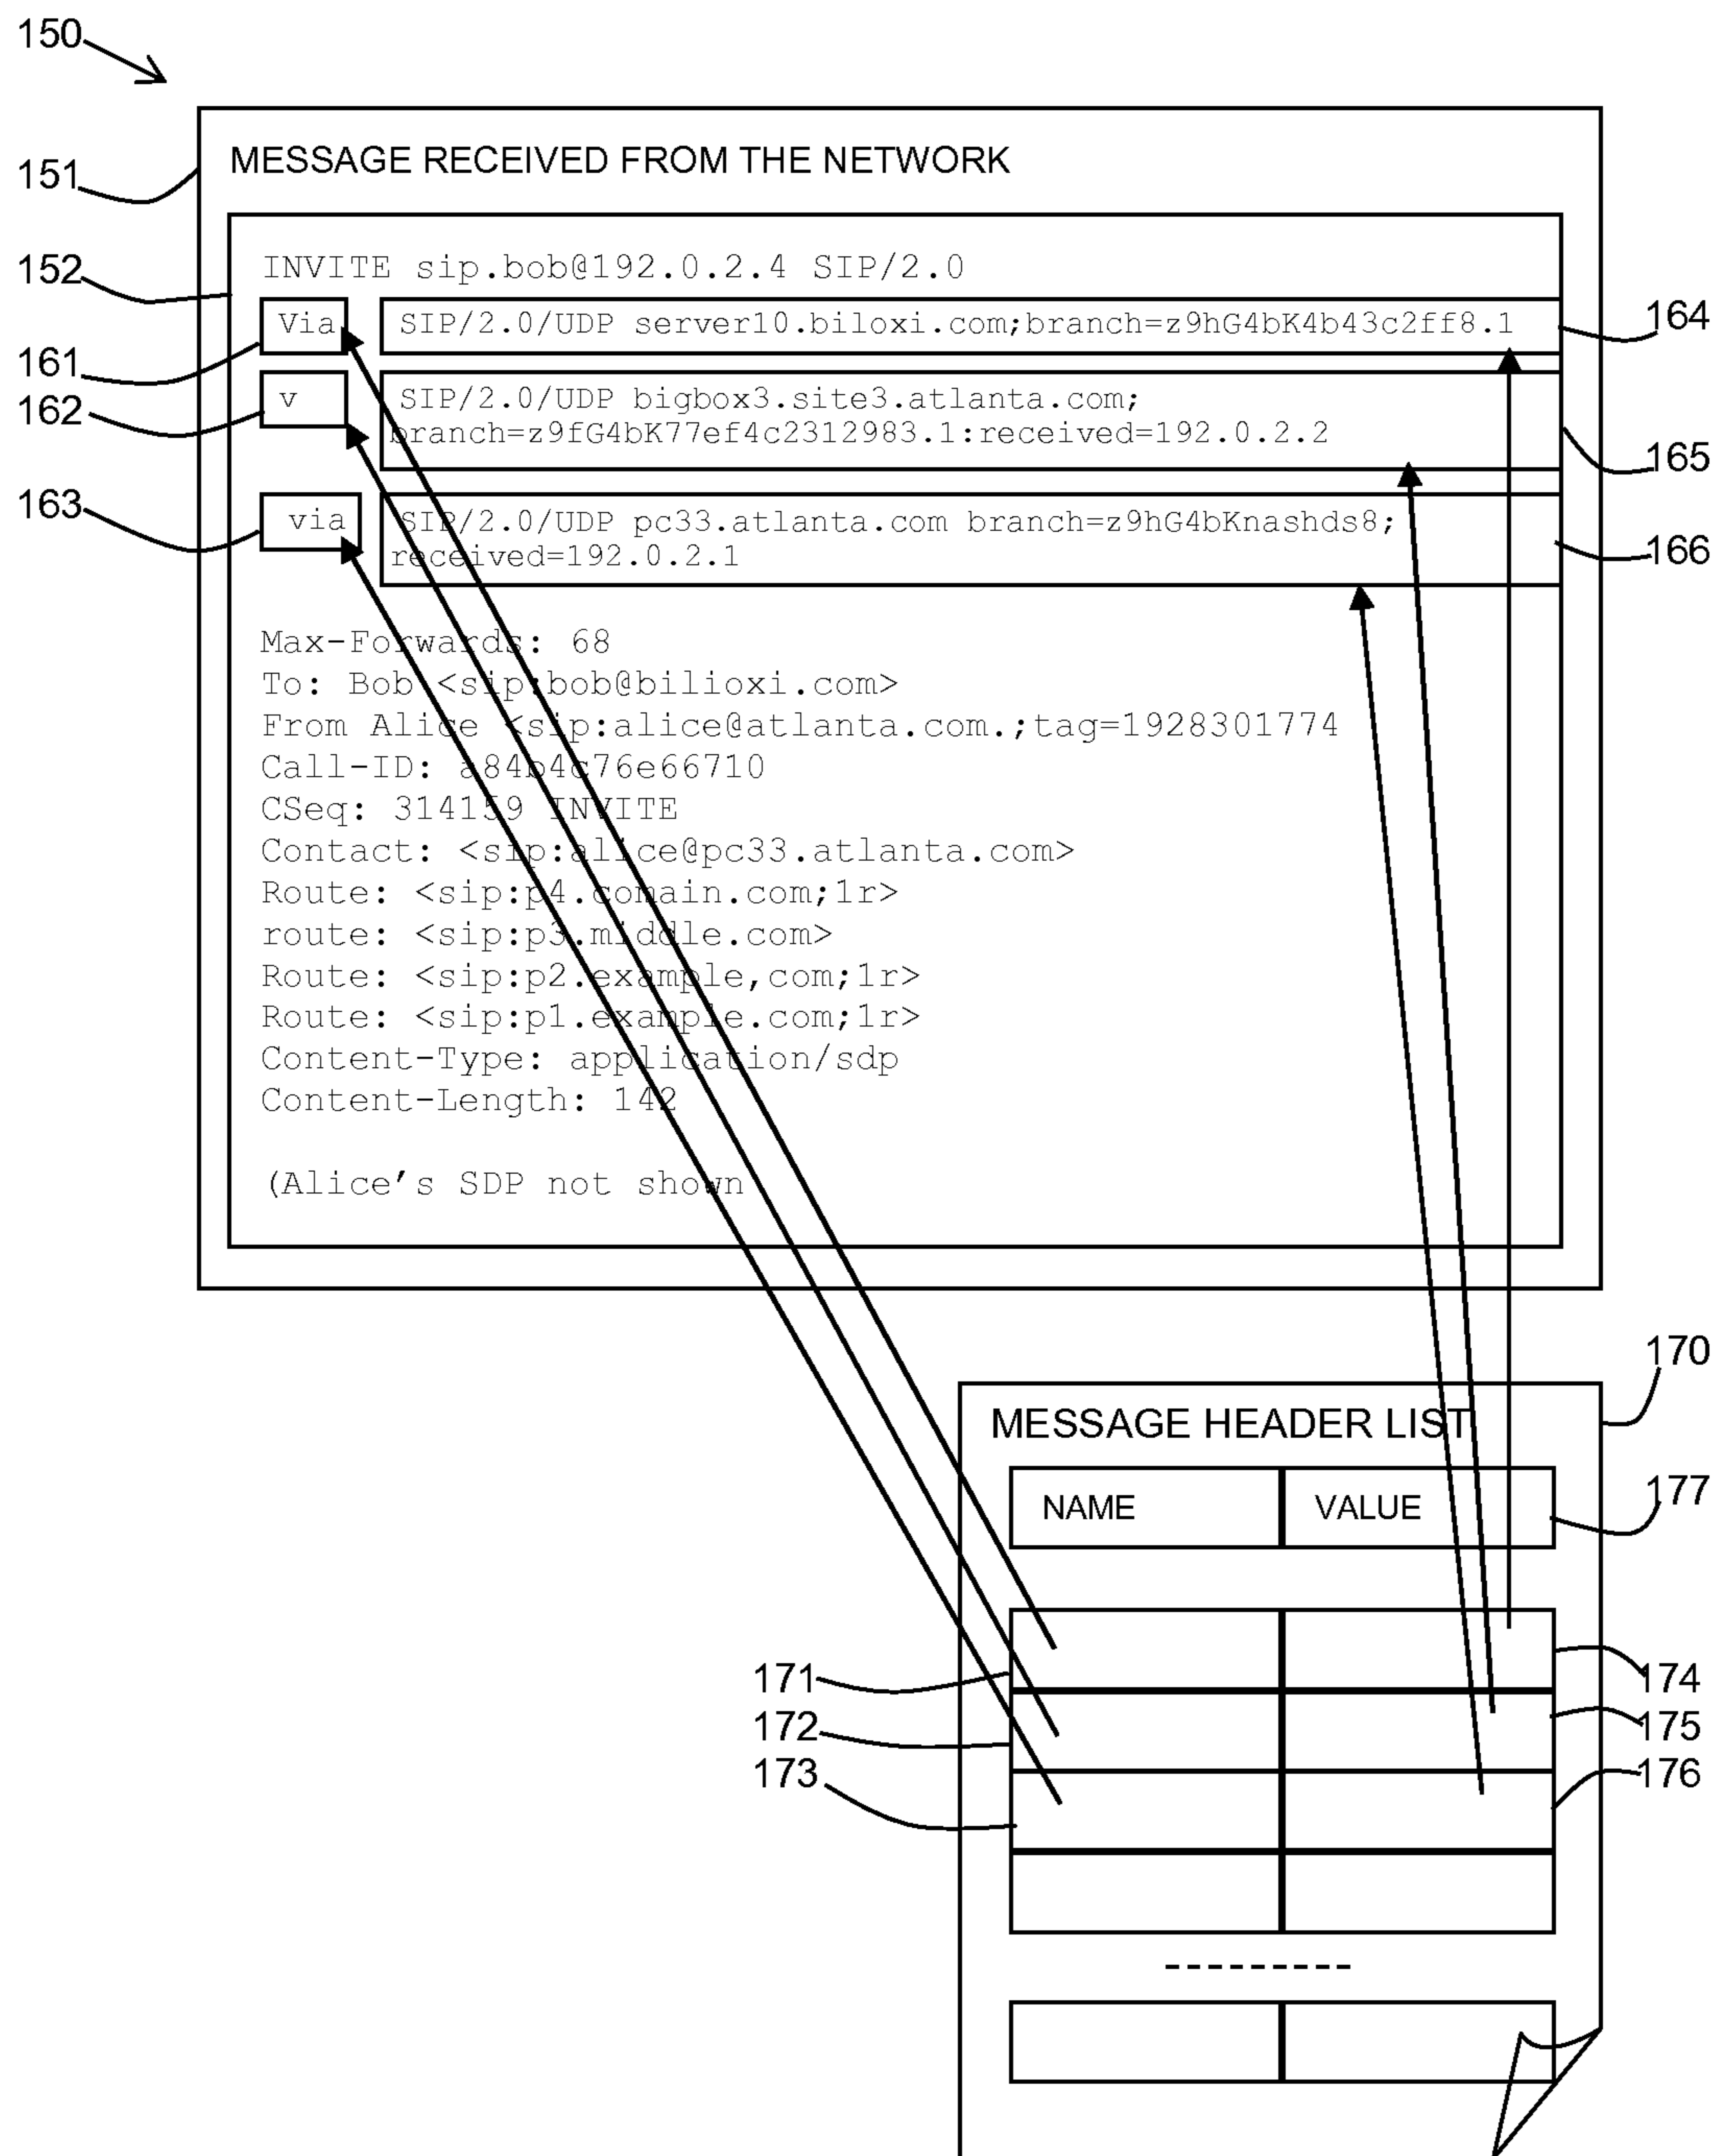 150
151
MESSAGE RECEIVED FROM THE NETWORK
152
INVITE sip.bob@192.0.2.4 SIP/2.0
161
Via
SIP/2.0/UDP server10.biloxi.com;branch=z9hG4bK4b43c2ff8.1
164
162
v
SIP/2.0/UDP bigbox3.site3.atlanta.com;
branch=z9fG4bK77ef4c2312983.1:received=192.0.2.2
165
163
via
SIP/2.0/UDP pc33.atlanta.com branch=z9hG4bKnashds8;
received=192.0.2.1
166
Max-Forwards: 68
To: Bob <sip:bob@bilioxi.com>
From Alice <sip:alice@atlanta.com.;tag=1928301774
Call-ID: a84b4c76e66710
CSeq: 314159 INVITE
Contact: <sip:alice@pc33.atlanta.com>
Route: <sip:p4.comain.com;1r>
route: <sip:p3.middle.com>
Route: <sip:p2.example,com;1r>
Route: <sip:p1.example.com;1r>
Content-Type: application/sdp
Content-Length: 142
(Alice's SDP not shown
170
MESSAGE HEADER LIST
NAME VALUE
177
171
174
172
175
173
176